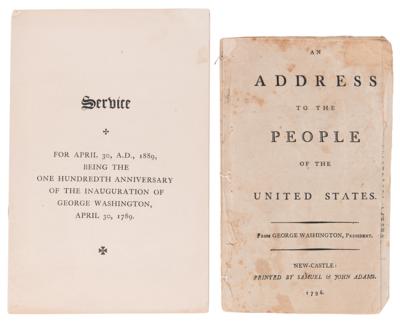 Service
FOR APRIL 30, A.D., 1889,
BEING THE
ONE HUNDREDTH ANNIVERSARY
OF THE INAUGURATION OF
GEORGE WASHINGTON,
APRIL 30, 1789.
AN
ADDRESS
TO THE
PEOPLE
OF THE
UNITED STATES.
FROM GEORGE WASHINGTON, PRESIDENT.
NEW-CASTLE:
PRINTED BY SAMUEL & JOHN ADAMS.
1796.